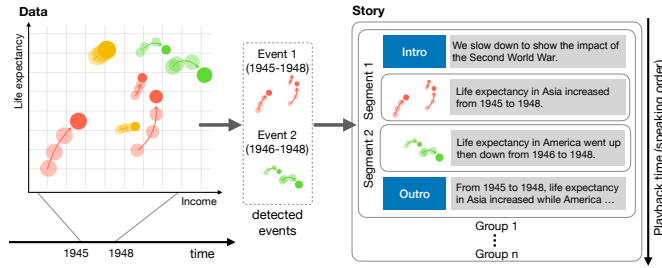 Data
Life expectancy
Income
1945
1948
time
Event 1
(1945-1948)
Event 2
(1946-1948)
detected
events
Story
Segment 1
Intro
We slow down to show the impact of
the Second World War.
Life expectancy in Asia increased
from 1945 to 1948.
Segment 2
Life expectancy in America went up
then down from 1946 to 1948.
Outro
From 1945 to 1948, life expectancy
in Asia increased while America ...
Group 1
Group n
Playback time (speaking order)